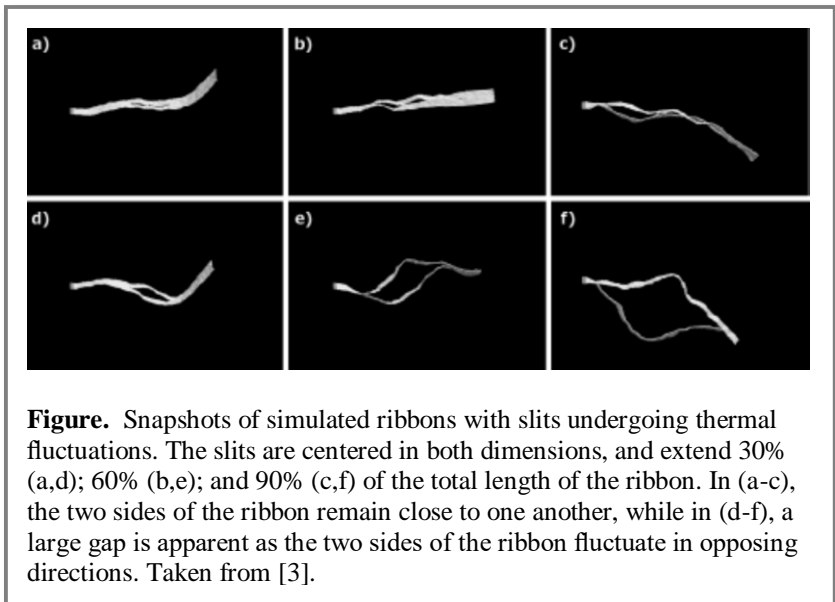 a)
b)
c)
d)
e)
f)
Figure. Snapshots of simulated ribbons with slits undergoing thermal
fluctuations. The slits are centered in both dimensions, and extend 30%
(a,d); 60% (b,e); and 90% (c,f) of the total length of the ribbon. In (a-c),
the two sides of the ribbon remain close to one another, while in (d-f), a
large gap is apparent as the two sides of the ribbon fluctuate in opposing
directions. Taken from [3].